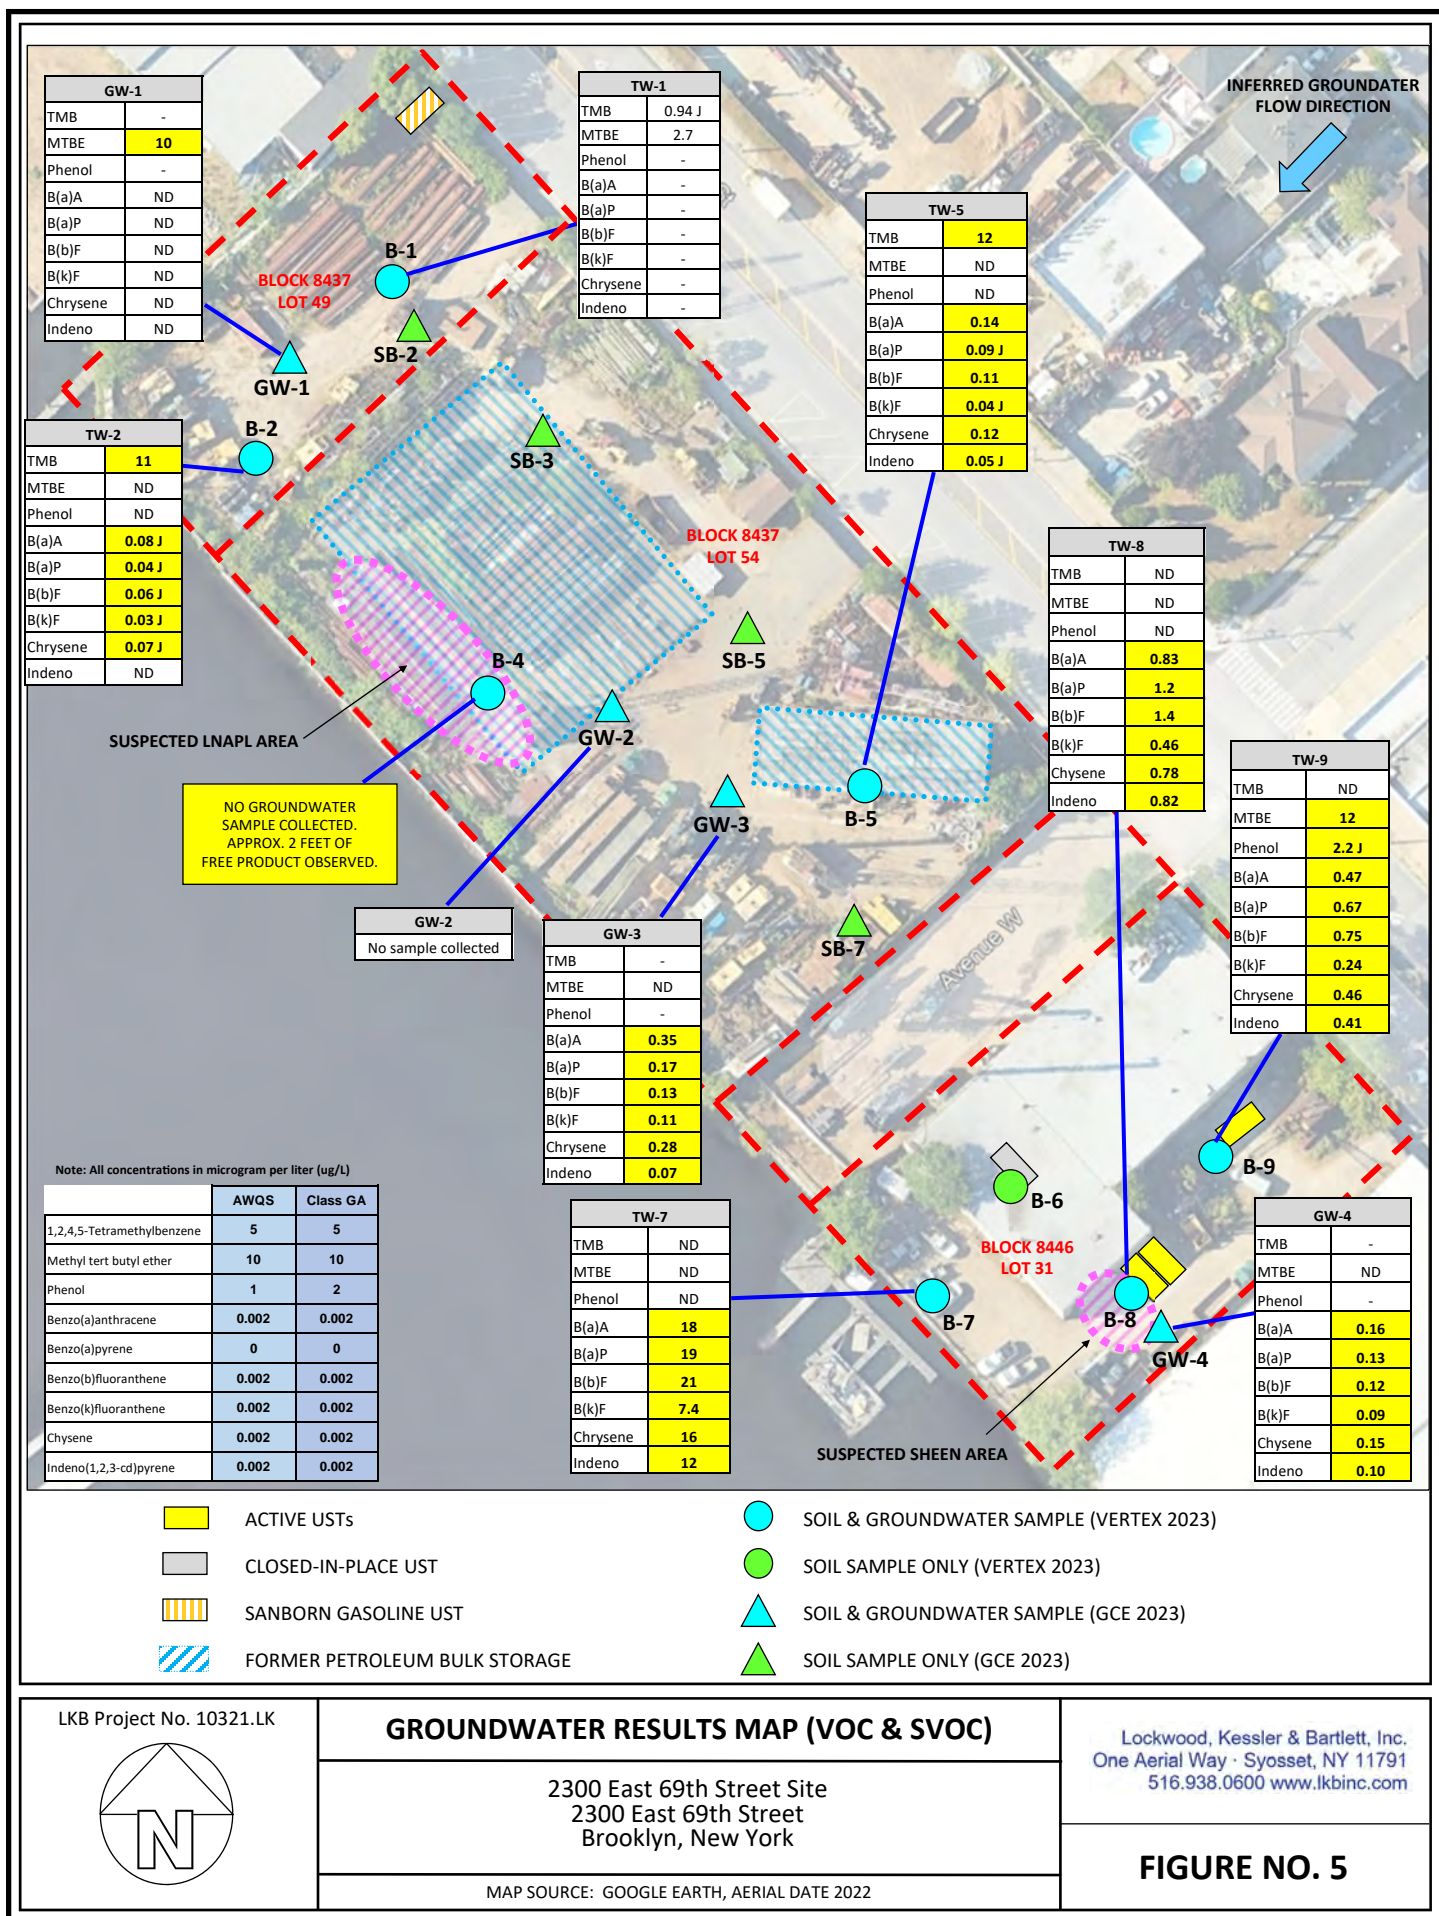 INFERRED GROUNDATER
FLOW DIRECTION
GW-1
TMB -
MTBE 10
Phenol -
B(a)A ND
B(a)P ND
B(b)F ND
B(k)F ND
Chrysene ND
Indeno ND
TW-1
TMB 0.94 J
MTBE 2.7
Phenol -
B(a)A -
B(a)P -
B(b)F -
B(k)F -
Chrysene -
Indeno -
TW-5
TMB 12
MTBE ND
Phenol ND
B(a)A 0.14
B(a)P 0.09 J
B(b)F 0.11
B(k)F 0.04 J
Chrysene 0.12
Indeno 0.05 J
B-1
BLOCK 8437
LOT 49
SB-2
GW-1
B-2
SB-3
TW-2
TMB 11
MTBE ND
Phenol ND
B(a)A 0.08 J
B(a)P 0.04 J
B(b)F 0.06 J
B(k)F 0.03 J
Chrysene 0.07 J
Indeno ND
BLOCK 8437
LOT 54
TW-8
TMB ND
MTBE ND
Phenol ND
B(a)A 0.83
B(a)P 1.2
B(b)F 1.4
B(k)F 0.46
Chysene 0.78
Indeno 0.82
SB-5
B-4
SUSPECTED LNAPL AREA
GW-2
NO GROUNDWATER
SAMPLE COLLECTED.
APPROX. 2 FEET OF
FREE PRODUCT OBSERVED.
GW-3
B-5
TW-9
TMB ND
MTBE 12
Phenol 2.2 J
B(a)A 0.47
B(a)P 0.67
B(b)F 0.75
B(k)F 0.24
Chrysene 0.46
Indeno 0.41
GW-2
No sample collected
SB-7
Avenue W
GW-3
TMB -
MTBE ND
Phenol -
B(a)A 0.35
B(a)P 0.17
B(b)F 0.13
B(k)F 0.11
Chrysene 0.28
Indeno 0.07
B-9
B-6
BLOCK 8446
LOT 31
B-7
B-8
GW-4
SUSPECTED SHEEN AREA
Note: All concentrations in microgram per liter (ug/L)
AWQS Class GA
1,2,4,5-Tetramethylbenzene 5 5
Methyl tert butyl ether 10 10
Phenol 1 2
Benzo(a)anthracene 0.002 0.002
Benzo(a)pyrene 0 0
Benzo(b)fluoranthene 0.002 0.002
Benzo(k)fluoranthene 0.002 0.002
Chysene 0.002 0.002
Indeno(1,2,3-cd)pyrene 0.002 0.002
TW-7
TMB ND
MTBE ND
Phenol ND
B(a)A 18
B(a)P 19
B(b)F 21
B(k)F 7.4
Chrysene 16
Indeno 12
GW-4
TMB -
MTBE ND
Phenol -
B(a)A 0.16
B(a)P 0.13
B(b)F 0.12
B(k)F 0.09
Chysene 0.15
Indeno 0.10
ACTIVE USTs
CLOSED-IN-PLACE UST
SANBORN GASOLINE UST
FORMER PETROLEUM BULK STORAGE
SOIL & GROUNDWATER SAMPLE (VERTEX 2023)
SOIL SAMPLE ONLY (VERTEX 2023)
SOIL & GROUNDWATER SAMPLE (GCE 2023)
SOIL SAMPLE ONLY (GCE 2023)
LKB Project No. 10321.LK
N
GROUNDWATER RESULTS MAP (VOC & SVOC)
2300 East 69th Street Site
2300 East 69th Street
Brooklyn, New York
MAP SOURCE: GOOGLE EARTH, AERIAL DATE 2022
Lockwood, Kessler & Bartlett, Inc.
One Aerial Way · Syosset, NY 11791
516.938.0600 www.lkbinc.com
FIGURE NO. 5